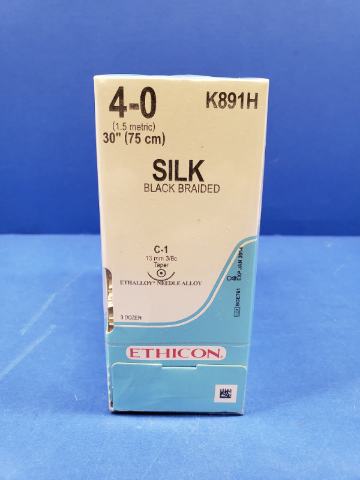 4-0
K891H
(1.5 metric)
30" (75 cm)
SILK
BLACK BRAIDED
C-1
13 mm 3/8c
Taper
ETHALLOY* NEEDLE ALLOY
3 DOZEN
ETHICON